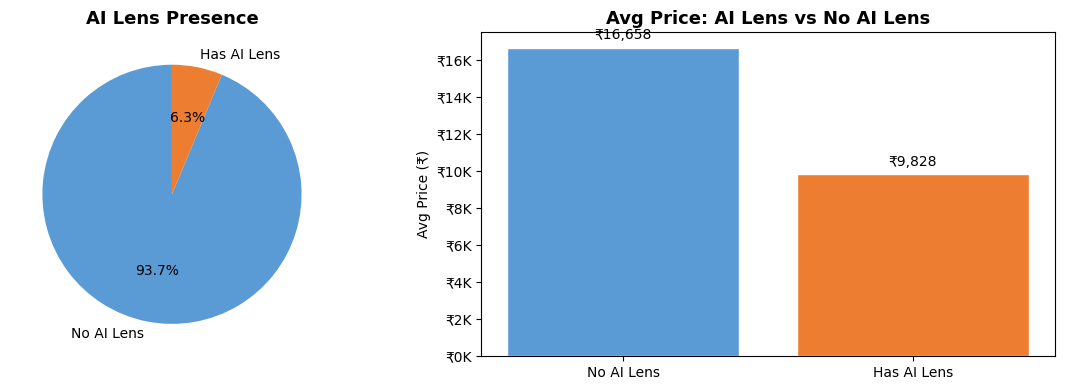 AI Lens Presence
Has AI Lens
6.3%
93.7%
No AI Lens
Avg Price: AI Lens vs No AI Lens
₹16,658
₹16K
₹14K
₹12K
₹10K
₹8K
₹6K
₹4K
₹2K
₹0K
Avg Price (₹)
₹9,828
No AI Lens
Has AI Lens